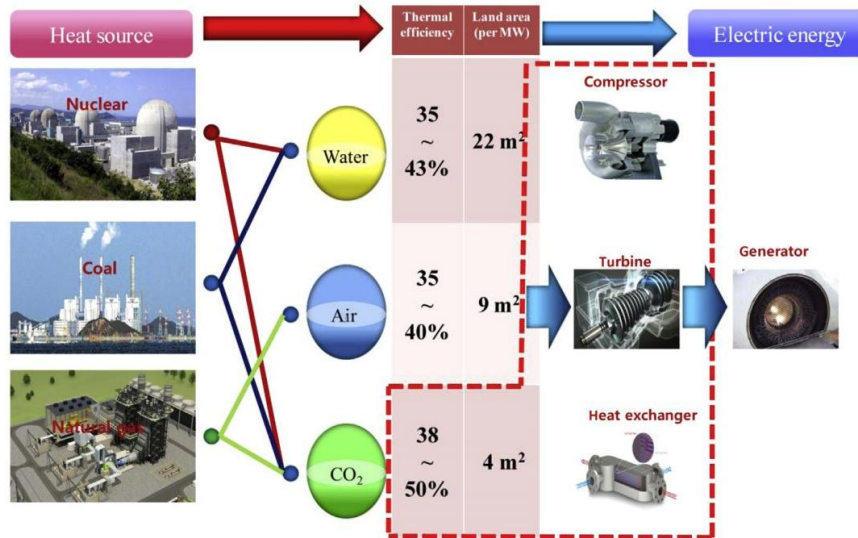 Heat source
Thermal
efficiency
Land area
(per MW)
Electric energy
Nuclear
Coal
Natural gas
Water
Air
CO₂
35
~
43%
22 m²
35
~
40%
9 m²
38
~
50%
4 m²
Compressor
Turbine
Generator
Heat exchanger